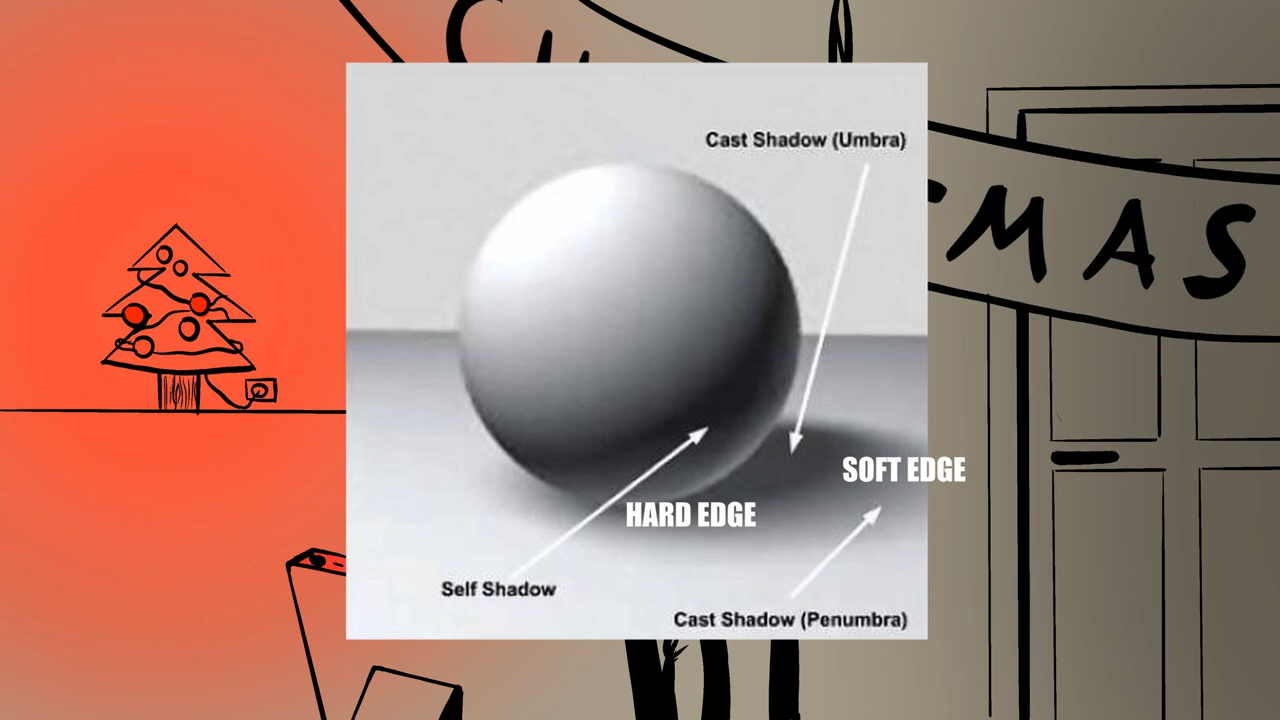 Cast Shadow (Umbra)
MAS
SOFT EDGE
HARD EDGE
Self Shadow
Cast Shadow (Penumbra)